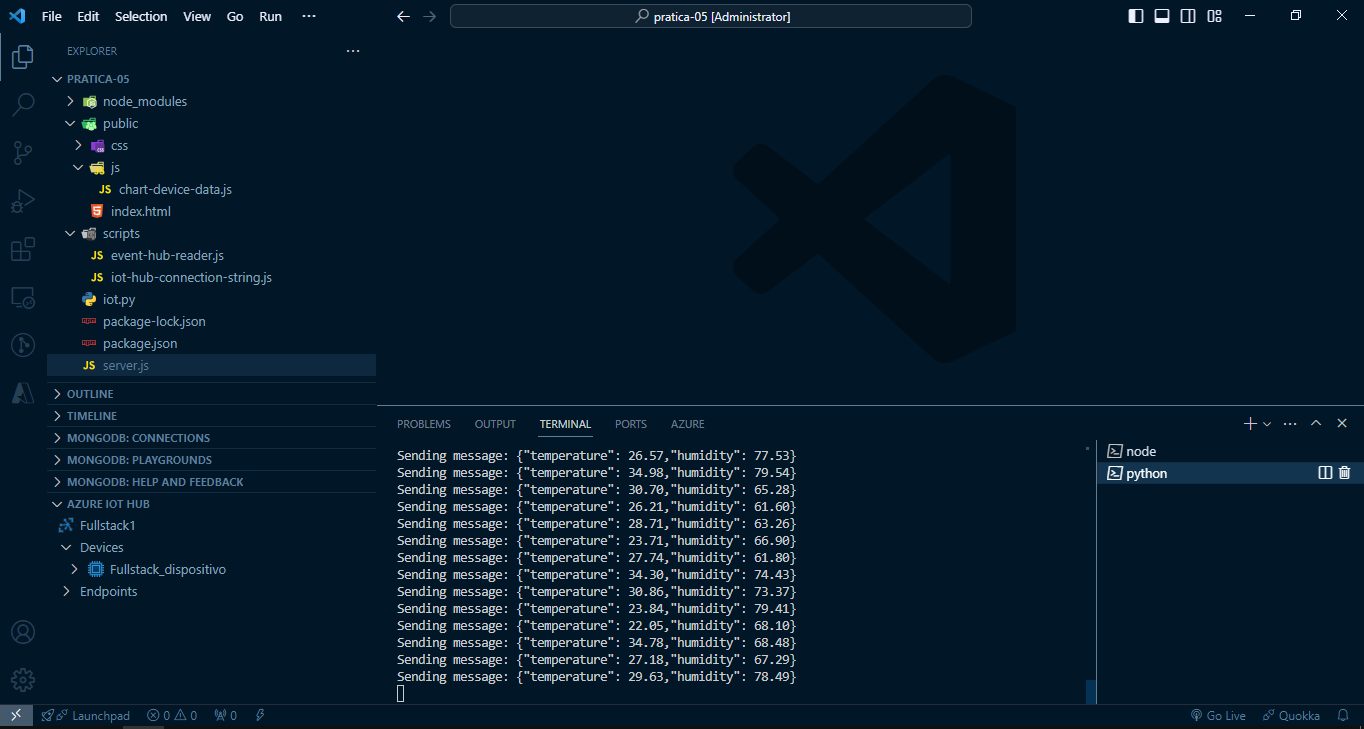 File Edit Selection View Go Run ···
pratica-05 [Administrator]
EXPLORER ···
PRATICA-05
node_modules
public
css
js
JS chart-device-data.js
index.html
scripts
JS event-hub-reader.js
JS iot-hub-connection-string.js
iot.py
package-lock.json
package.json
JS server.js
OUTLINE
TIMELINE
MONGODB: CONNECTIONS
MONGODB: PLAYGROUNDS
MONGODB: HELP AND FEEDBACK
AZURE IOT HUB
Fullstack1
Devices
Fullstack_dispositivo
Endpoints
PROBLEMS OUTPUT TERMINAL PORTS AZURE
Sending message: {"temperature": 26.57,"humidity": 77.53}
Sending message: {"temperature": 34.98,"humidity": 79.54}
Sending message: {"temperature": 30.70,"humidity": 65.28}
Sending message: {"temperature": 26.21,"humidity": 61.60}
Sending message: {"temperature": 28.71,"humidity": 63.26}
Sending message: {"temperature": 23.71,"humidity": 66.90}
Sending message: {"temperature": 27.74,"humidity": 61.80}
Sending message: {"temperature": 34.30,"humidity": 74.43}
Sending message: {"temperature": 30.86,"humidity": 73.37}
Sending message: {"temperature": 23.84,"humidity": 79.41}
Sending message: {"temperature": 22.05,"humidity": 68.10}
Sending message: {"temperature": 34.78,"humidity": 68.48}
Sending message: {"temperature": 27.18,"humidity": 67.29}
Sending message: {"temperature": 29.63,"humidity": 78.49}
node
python
Launchpad 0 0 0 Go Live Quokka